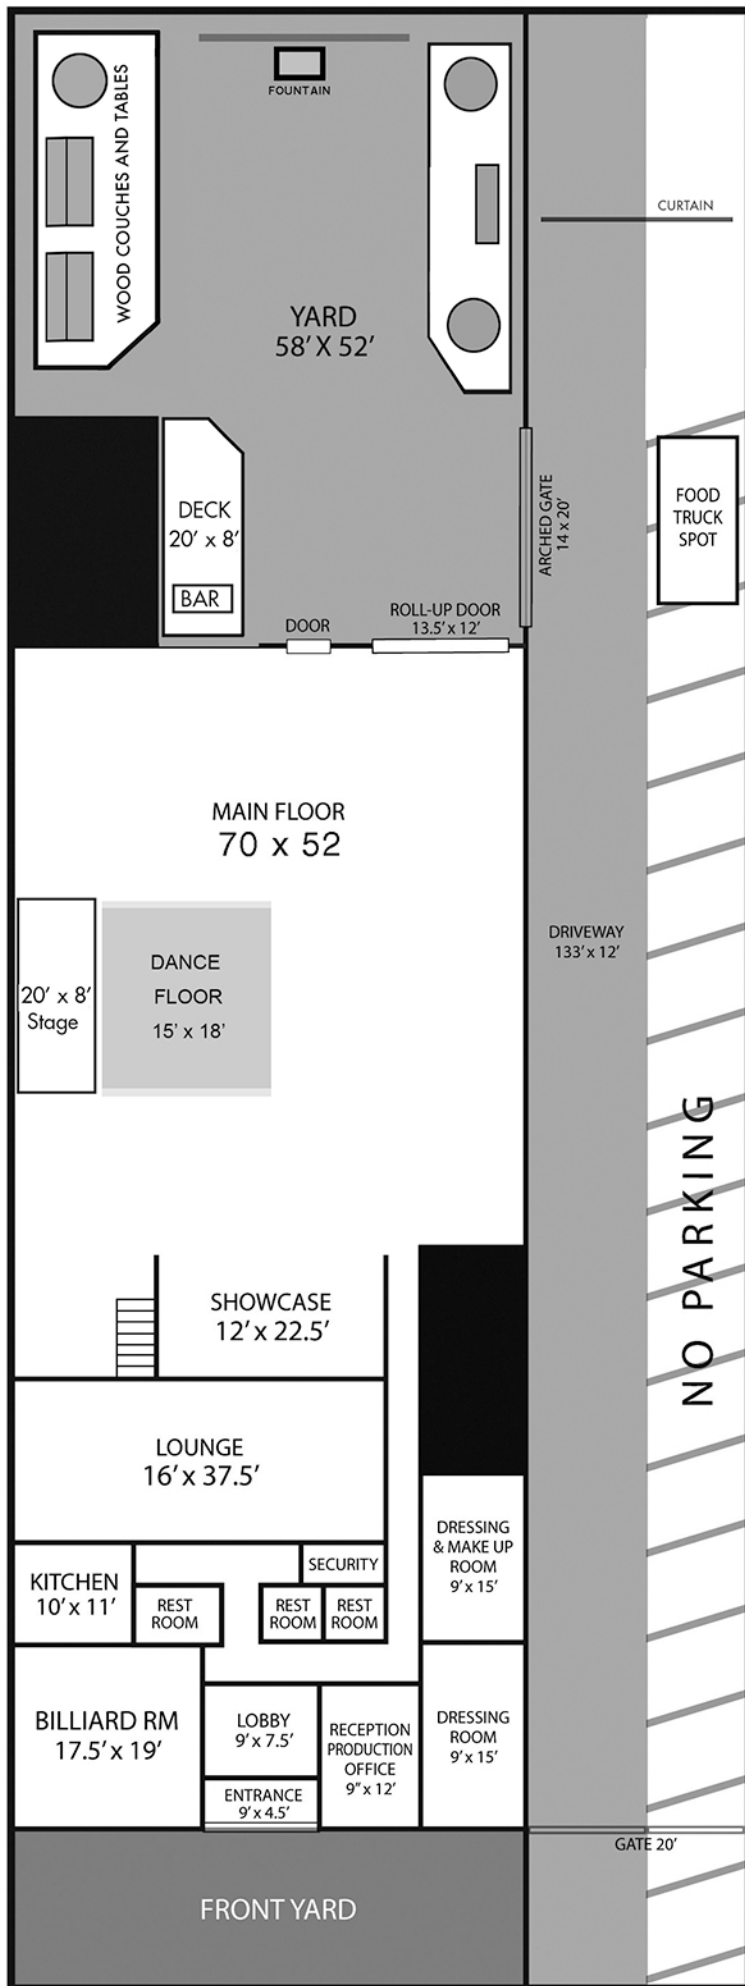 FOUNTAIN
WOOD COUCHES AND TABLES
CURTAIN
YARD
58' X 52'
DECK
20' x 8'
BAR
ARCHED GATE
14 x 20'
FOOD
TRUCK
SPOT
DOOR
ROLL-UP DOOR
13.5' x 12'
MAIN FLOOR
70 x 52
20' x 8'
Stage
DANCE
FLOOR
15' x 18'
DRIVEWAY
133' x 12'
NO PARKING
SHOWCASE
12' x 22.5'
LOUNGE
16' x 37.5'
KITCHEN
10' x 11'
REST
ROOM
SECURITY
REST
ROOM
REST
ROOM
DRESSING
& MAKE UP
ROOM
9' x 15'
BILLIARD RM
17.5' x 19'
LOBBY
9' x 7.5'
ENTRANCE
9' x 4.5'
RECEPTION
PRODUCTION
OFFICE
9" x 12'
DRESSING
ROOM
9' x 15'
GATE 20'
FRONT YARD